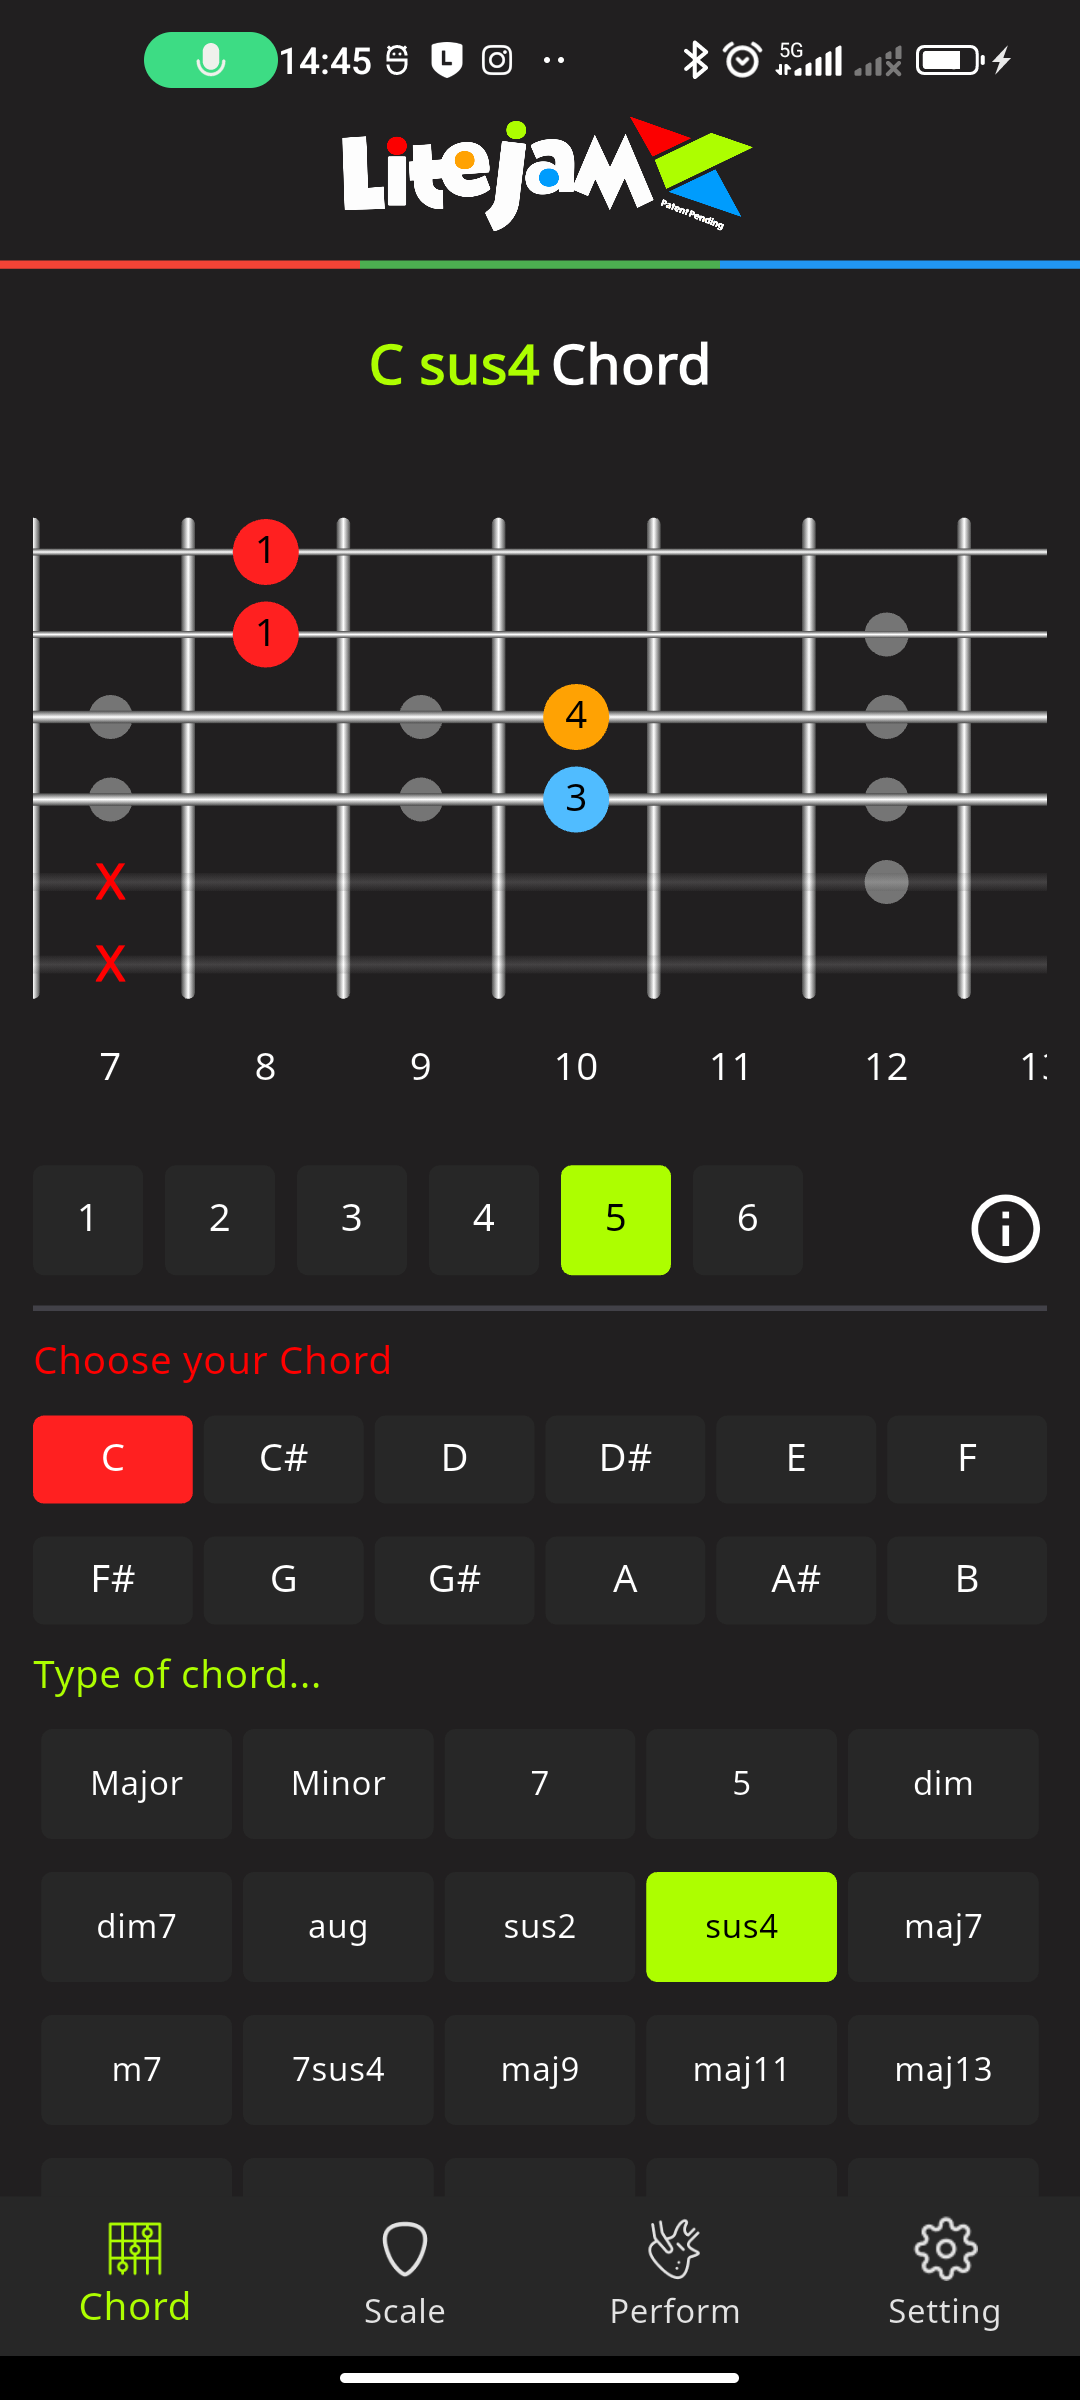 14:45
5G
Litejam
Patent Pending
C sus4 Chord
1
1
4
3
X
X
7 8 9 10 11 12
1 2 3 4 5 6
Choose your Chord
C C# D D# E F
F# G G# A A# B
Type of chord...
Major Minor 7 5 dim
dim7 aug sus2 sus4 maj7
m7 7sus4 maj9 maj11 maj13
Chord Scale Perform Setting